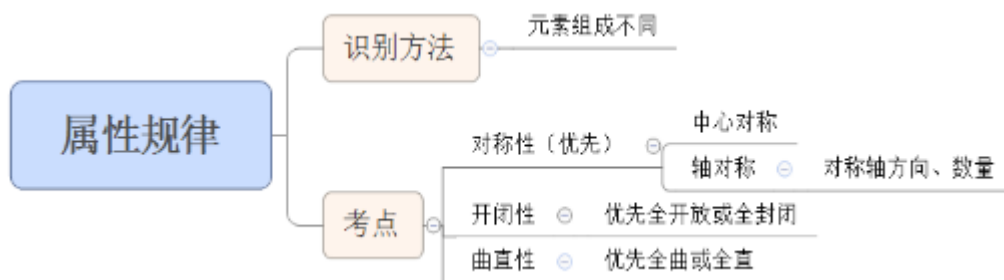 属性规律
识别方法
元素组成不同
考点
对称性（优先）
中心对称
轴对称
对称轴方向、数量
开闭性
优先全开放或全封闭
曲直性
优先全曲或全直